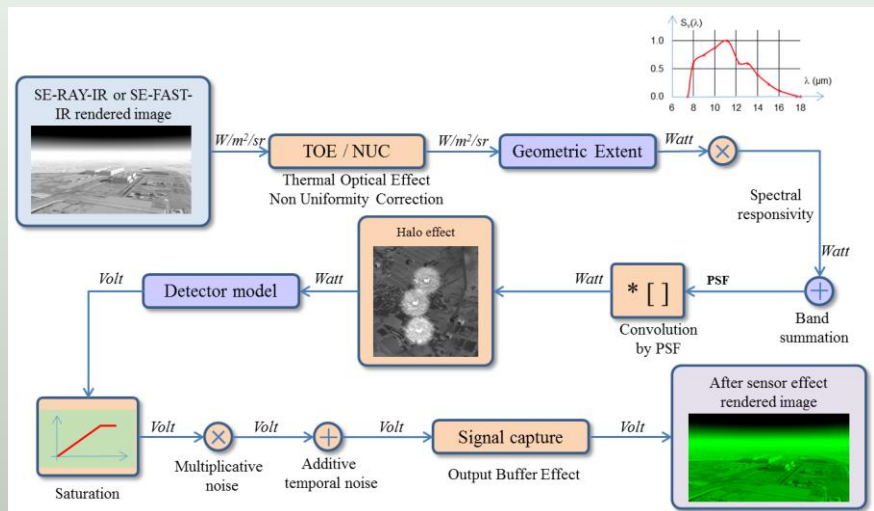 Sᵥ(λ)
1.0
0.5
0.0
λ (µm)
6 8 10 12 14 16 18
SE-RAY-IR or SE-FAST-
IR rendered image
W/m²/sr
TOE / NUC
Thermal Optical Effect
Non Uniformity Correction
W/m²/sr
Geometric Extent
Watt
×
Spectral
responsivity
Watt
+
Band
summation
PSF
* [ ]
Convolution
by PSF
Watt
Halo effect
Watt
Detector model
Volt
Saturation
Volt
×
Multiplicative
noise
Volt
+
Additive
temporal noise
Volt
Signal capture
Output Buffer Effect
Volt
After sensor effect
rendered image